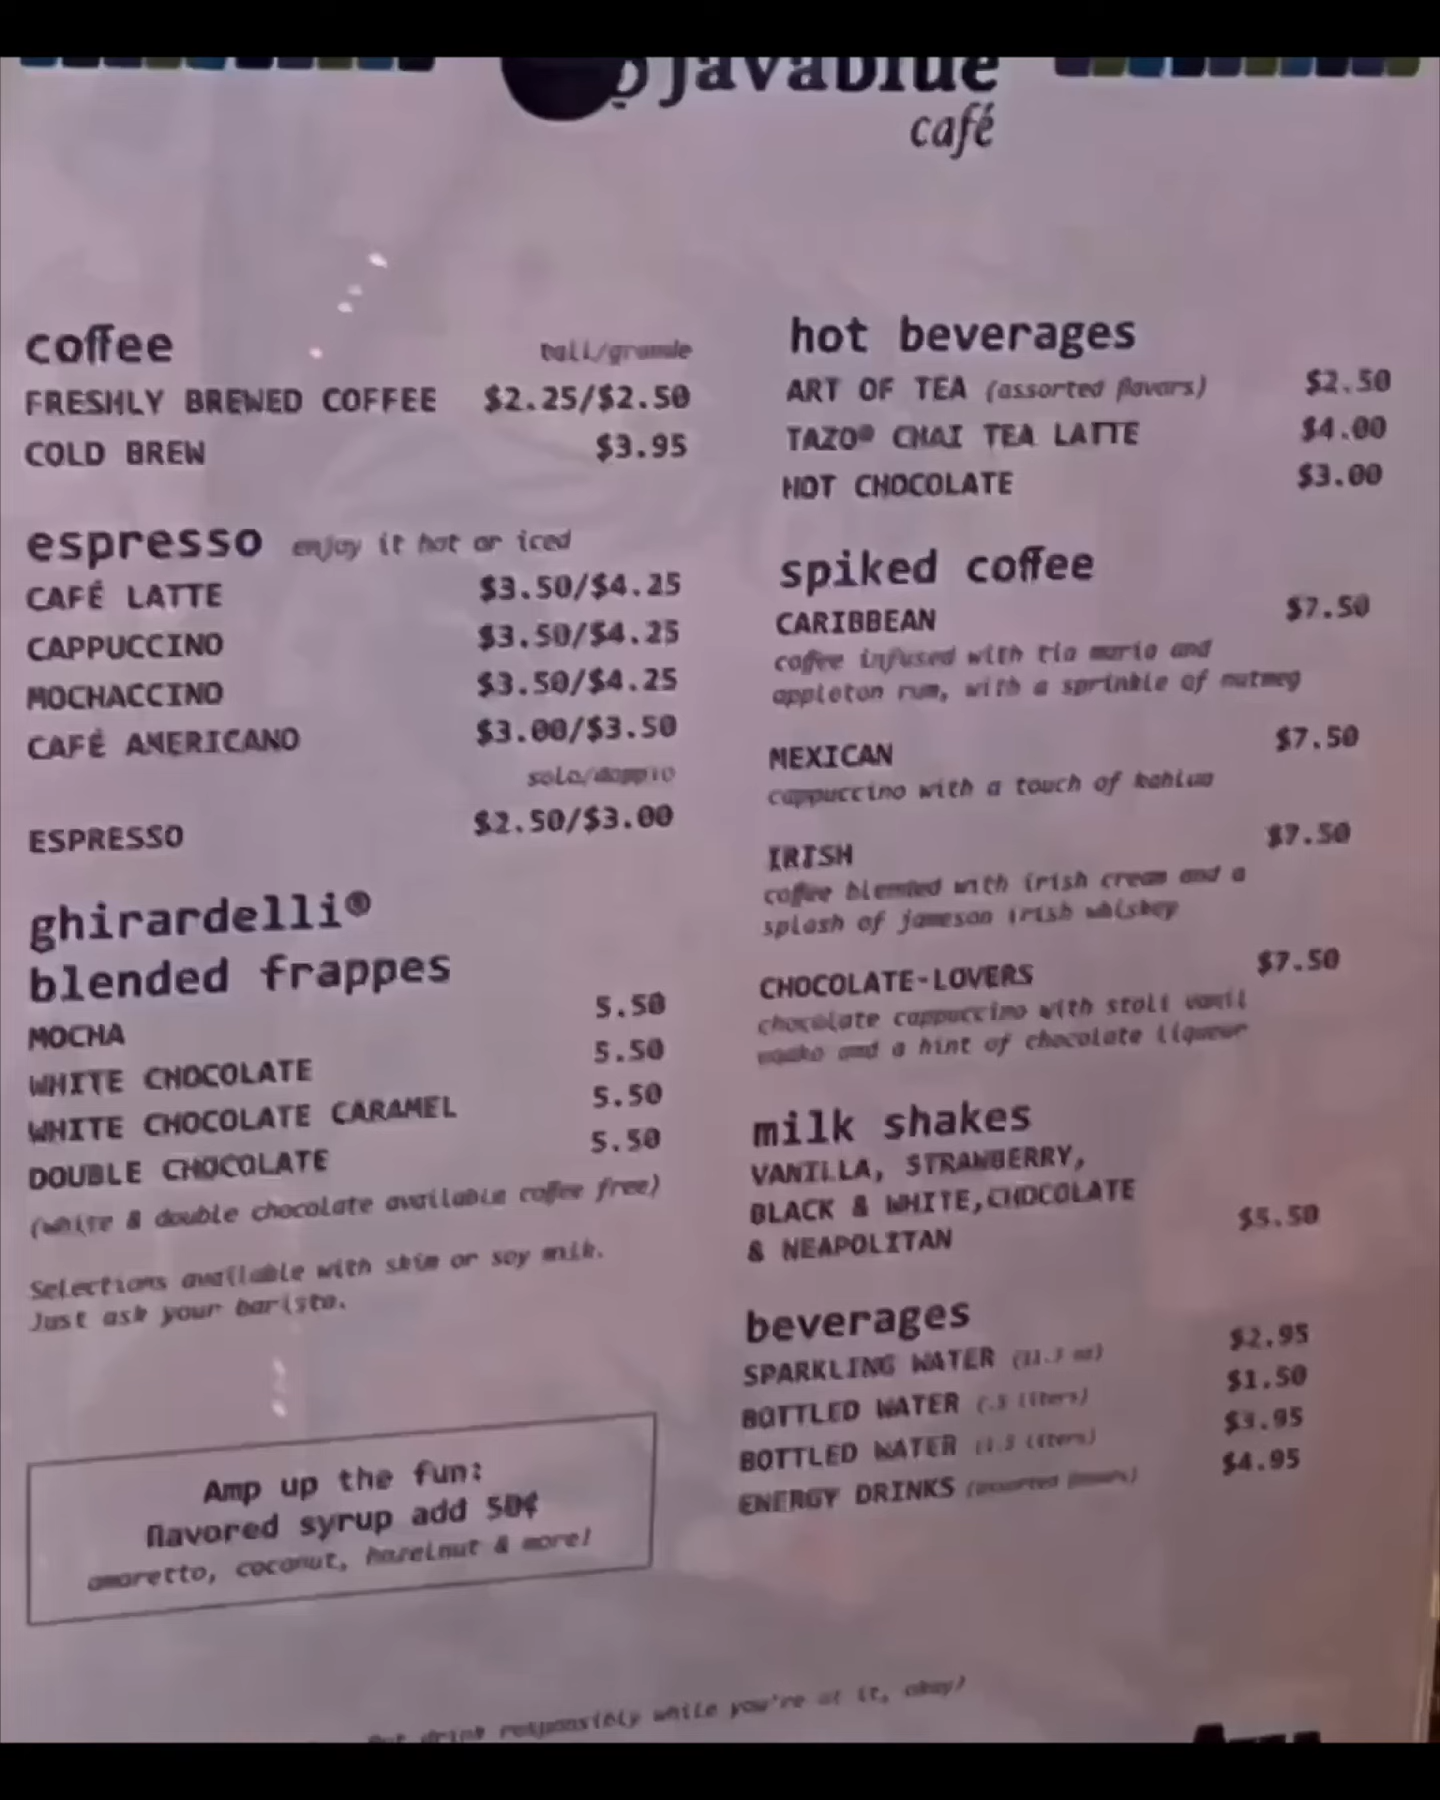 javablue
café
coffee tall/grande
FRESHLY BREWED COFFEE $2.25/$2.50
COLD BREW $3.95
espresso enjoy it hot or iced
CAFÉ LATTE $3.50/$4.25
CAPPUCCINO $3.50/$4.25
MOCHACCINO $3.50/$4.25
CAFÉ AMERICANO $3.00/$3.50
solo/doppio
ESPRESSO $2.50/$3.00
ghirardelli®
blended frappes
MOCHA 5.50
WHITE CHOCOLATE 5.50
WHITE CHOCOLATE CARAMEL 5.50
DOUBLE CHOCOLATE 5.50
(white & double chocolate available coffee free)
Selections available with skim or soy milk.
Just ask your barista.
Amp up the fun:
flavored syrup add 50¢
amaretto, coconut, hazelnut & more!
hot beverages
ART OF TEA (assorted flavors) $2.50
TAZO® CHAI TEA LATTE $4.00
HOT CHOCOLATE $3.00
spiked coffee
CARIBBEAN $7.50
coffee infused with tia maria and
appleton rum, with a sprinkle of nutmeg
MEXICAN $7.50
cappuccino with a touch of kahlua
IRISH $7.50
coffee blended with irish cream and a
splash of jameson irish whiskey
CHOCOLATE-LOVERS $7.50
chocolate cappuccino with stoli vanil
vodka and a hint of chocolate liqueur
milk shakes
VANILLA, STRAWBERRY,
BLACK & WHITE, CHOCOLATE
& NEAPOLITAN $5.50
beverages
SPARKLING WATER $2.95
BOTTLED WATER (.5 liters) $1.50
BOTTLED WATER (1.5 liters) $3.95
ENERGY DRINKS (assorted flavors) $4.95
But drink responsibly while you're at it, okay?